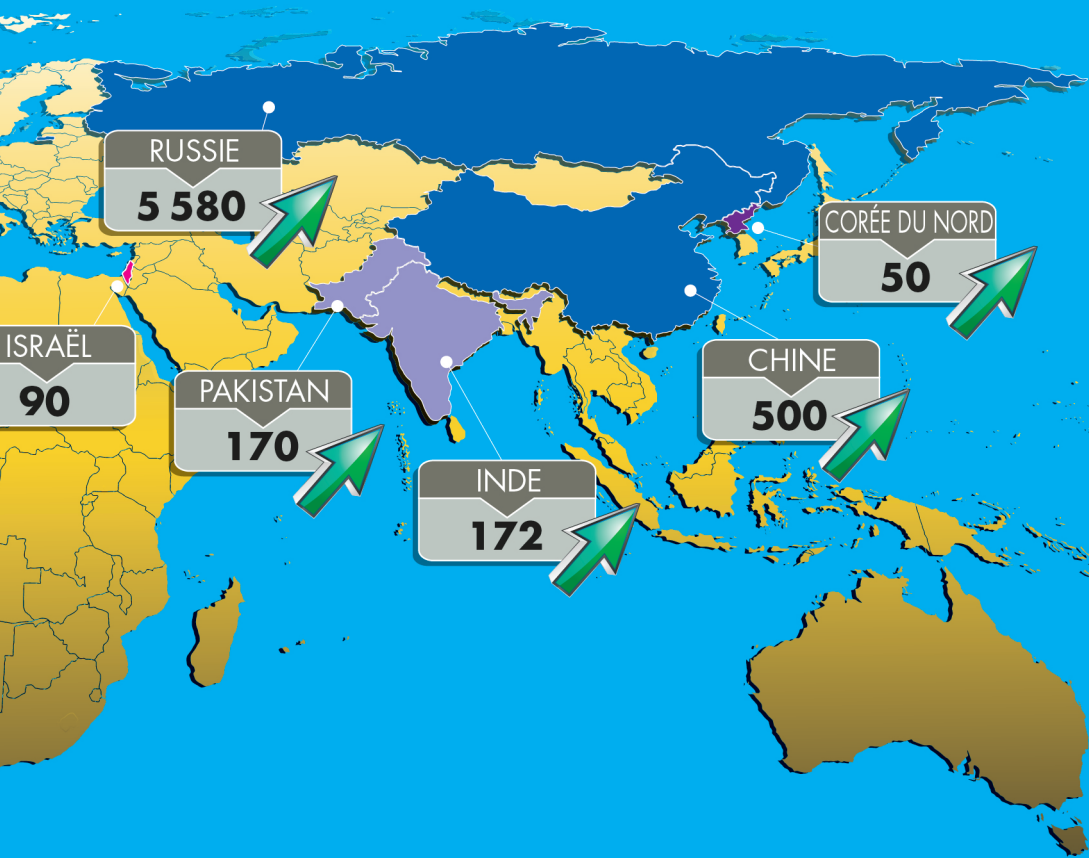 RUSSIE
5 580
CORÉE DU NORD
50
ISRAËL
90
CHINE
500
PAKISTAN
170
INDE
172